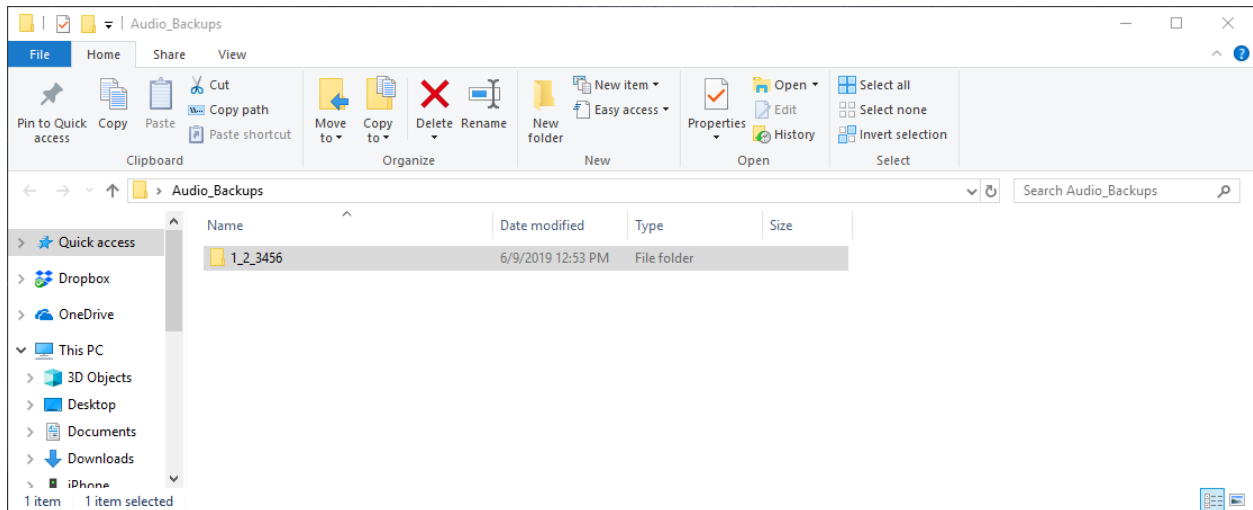 Audio_Backups
File Home Share View
Pin to Quick access
Copy
Paste
Cut
Copy path
Paste shortcut
Clipboard
Move to
Copy to
Delete
Rename
Organize
New folder
New item
Easy access
New
Properties
Open
Edit
History
Open
Select all
Select none
Invert selection
Select
Audio_Backups
Search Audio_Backups
Quick access
Dropbox
OneDrive
This PC
3D Objects
Desktop
Documents
Downloads
iPhone
Name Date modified Type Size
1_2_3456 6/9/2019 12:53 PM File folder
1 item 1 item selected